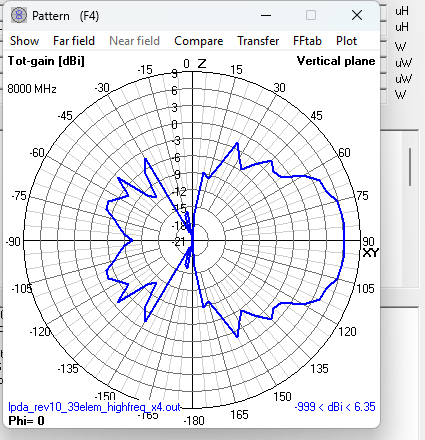 Pattern (F4)
uH
uH
W
uW
uW
W
Show Far field Near field Compare Transfer FFtab Plot
Tot-gain [dBi] Vertical plane
8000 MHz
0 Z
-15 15
-30 30
-45 45
-60 60
-75 75
-90 90
XY
-105 105
-120 120
-135 135
-150 150
-165 165
-180
9
6
3
0
-3
-6
-9
-12
-15
-18
-21
lpda_rev10_39elem_highfreq_x4.out
-999 < dBi < 6.35
Phi= 0